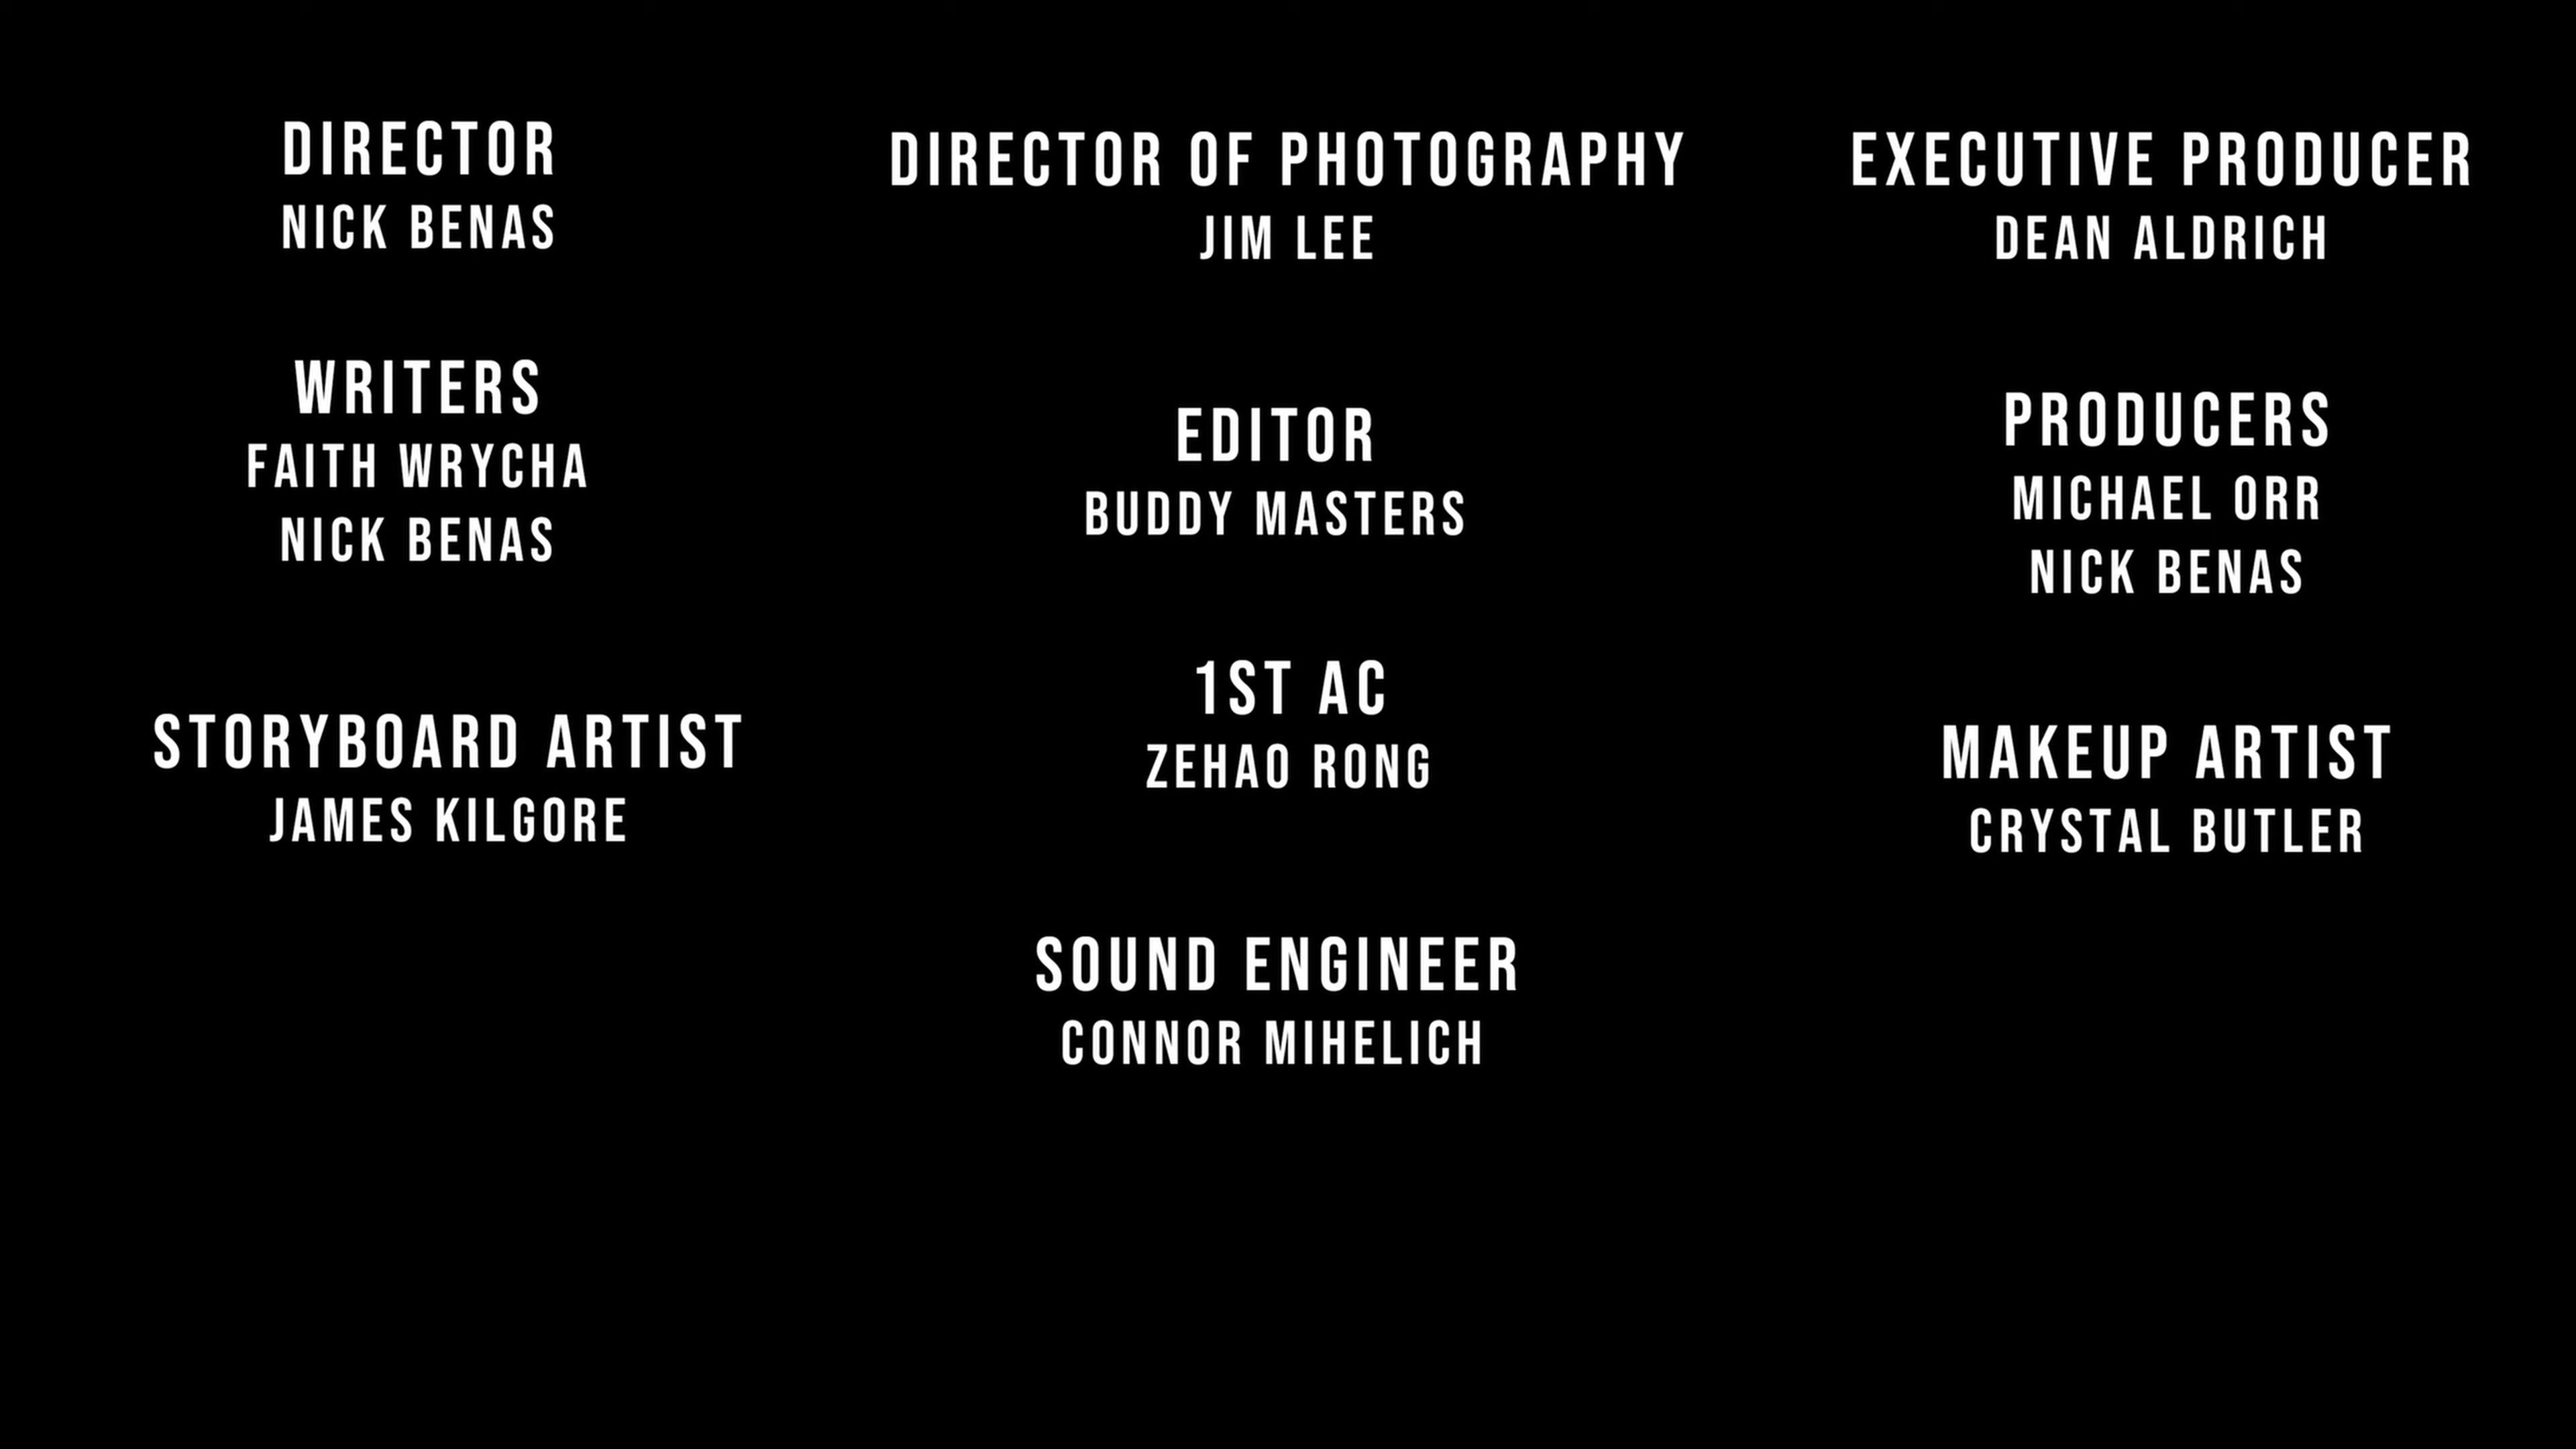 DIRECTOR
NICK BENAS
WRITERS
FAITH WRYCHA
NICK BENAS
STORYBOARD ARTIST
JAMES KILGORE
DIRECTOR OF PHOTOGRAPHY
JIM LEE
EDITOR
BUDDY MASTERS
1ST AC
ZEHAO RONG
SOUND ENGINEER
CONNOR MIHELICH
EXECUTIVE PRODUCER
DEAN ALDRICH
PRODUCERS
MICHAEL ORR
NICK BENAS
MAKEUP ARTIST
CRYSTAL BUTLER